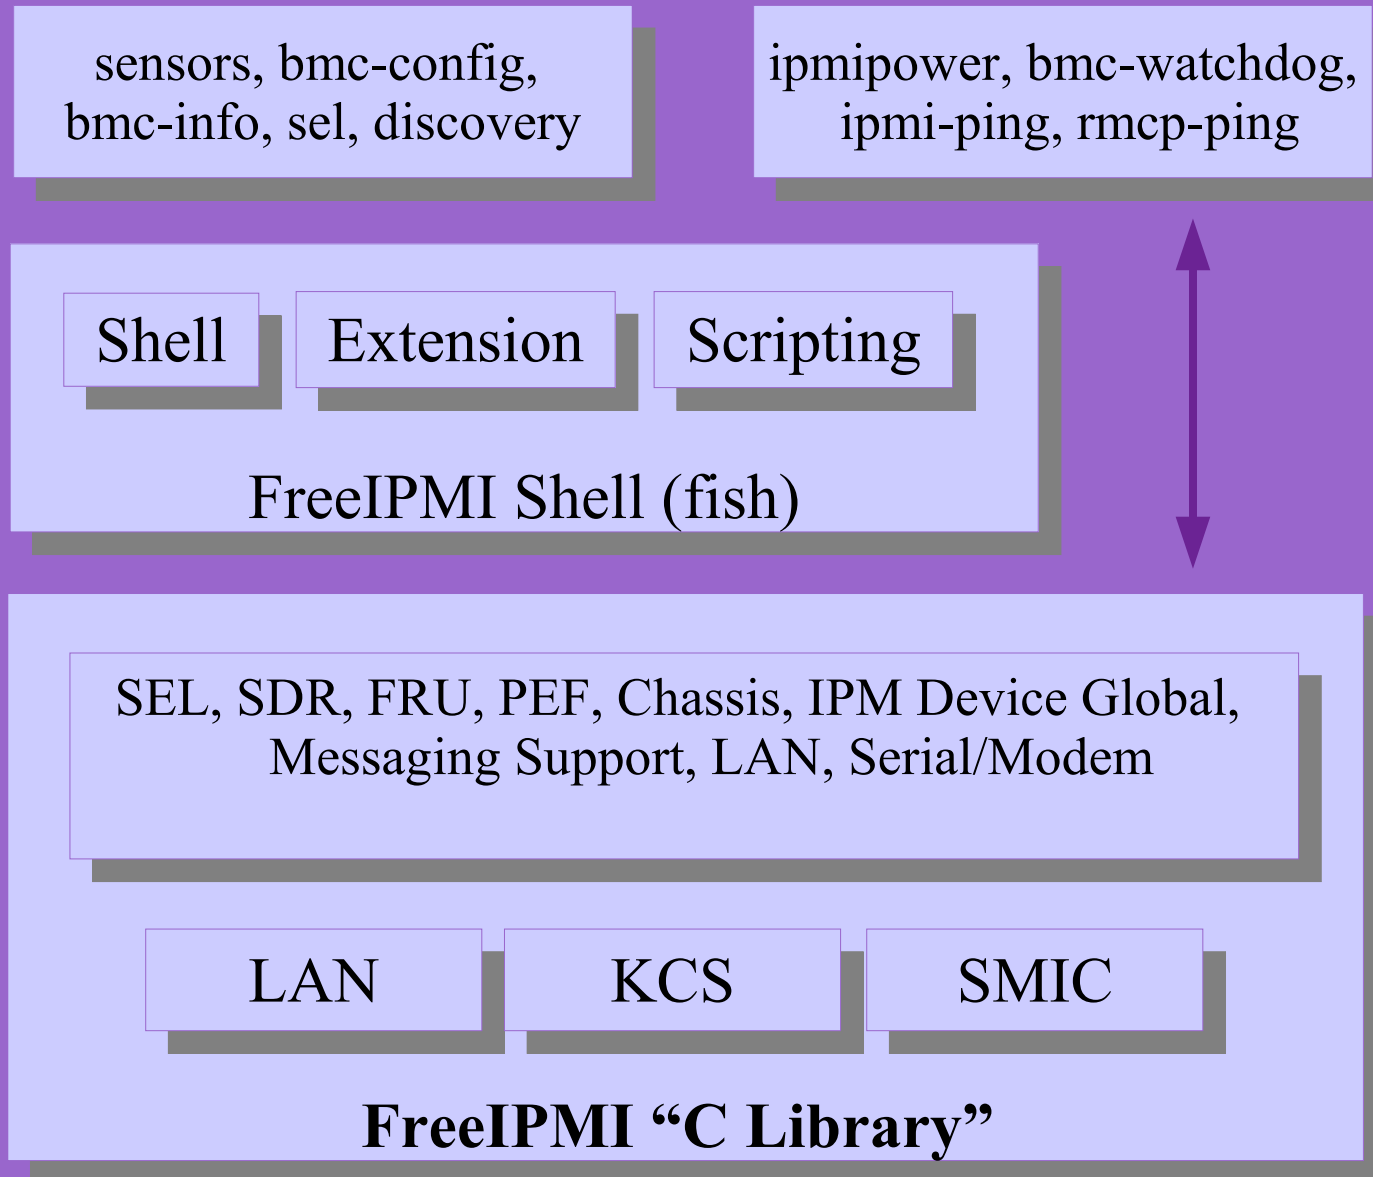 sensors, bmc-config,
bmc-info, sel, discovery
ipmipower, bmc-watchdog,
ipmi-ping, rmcp-ping
Shell
Extension
Scripting
FreeIPMI Shell (fish)
SEL, SDR, FRU, PEF, Chassis, IPM Device Global,
Messaging Support, LAN, Serial/Modem
LAN
KCS
SMIC
FreeIPMI “C Library”